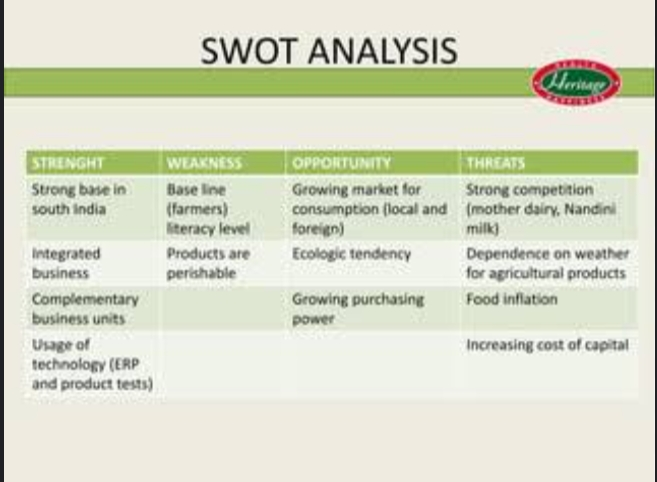 SWOT ANALYSIS
HEALTH
Heritage
HAPPINESS
STRENGHT WEAKNESS OPPORTUNITY THREATS
Strong base in
south India
Base line
(farmers)
literacy level
Growing market for
consumption (local and
foreign)
Strong competition
(mother dairy, Nandini
milk)
Integrated
business
Products are
perishable
Ecologic tendency
Dependence on weather
for agricultural products
Complementary
business units
Growing purchasing
power
Food inflation
Usage of
technology (ERP
and product tests)
Increasing cost of capital